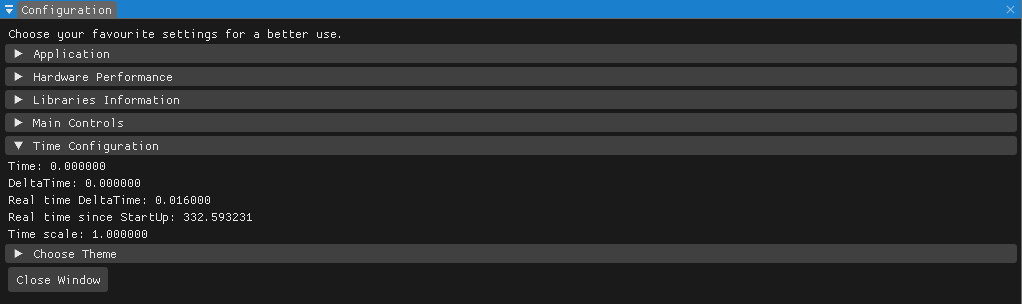 Configuration
Choose your favourite settings for a better use.
Application
Hardware Performance
Libraries Information
Main Controls
Time Configuration
Time: 0.000000
DeltaTime: 0.000000
Real time DeltaTime: 0.016000
Real time since StartUp: 332.593231
Time scale: 1.000000
Choose Theme
Close Window